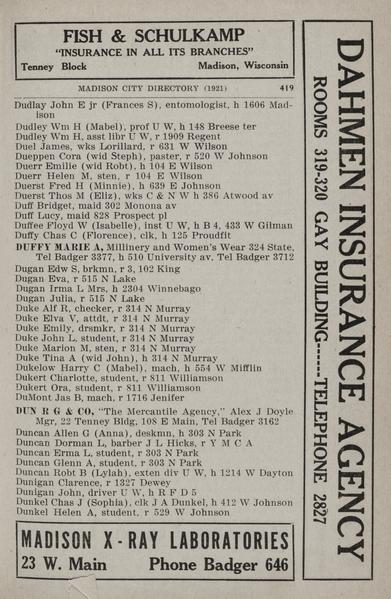 FISH & SCHULKAMP
"INSURANCE IN ALL ITS BRANCHES"
Tenney Block Madison, Wisconsin
MADISON CITY DIRECTORY (1921) 419
Dudlay John E jr (Frances S), entomologist, h 1606 Mad-
ison
Dudley Wm H (Mabel), prof U W, h 148 Breese ter
Dudley Wm H, asst libr U W, r 1909 Regent
Duel James, wks Lorillard, r 631 W Wilson
Dueppen Cora (wid Steph), paster, r 520 W Johnson
Duerr Emilie (wid Robt), h 104 E Wilson
Duerr Helen M, sten, r 104 E Wilson
Duerst Fred H (Minnie), h 639 E Johnson
Duerst Thos M (Eliz), wks C & N W h 386 Atwood av
Duff Bridget, maid 302 Monona av
Duff Lucy, maid 828 Prospect pl
Duffee Floyd W (Isabelle), inst U W, h B 4, 433 W Gilman
Duffy Chas C (Florence), clk, h 125 Proudfit
DUFFY MARIE A, Millinery and Women's Wear 324 State,
Tel Badger 3377, h 510 University av. Tel Badger 3712
Dugan Edw S, brkmn, r 3, 102 King
Dugan Eva, r 515 N Lake
Dugan Irma L Mrs, h 2304 Winnebago
Dugan Julia, r 515 N Lake
Duke Alf R, checker, r 314 N Murray
Duke Elva V, attdt, r 314 N Murray
Duke Emily, drsmkr, r 314 N Murray
Duke John L, student, r 314 N Murray
Duke Marion M, sten, r 314 N Murray
Duke Tina A (wid John), h 314 N Murray
Dukelow Harry C (Mabel), mach, h 554 W Mifflin
Dukert Charlotte, student, r 811 Williamson
Dukert Ora, student, r 811 Williamson
DuMont Jas B, mach, r 1716 Jenifer
DUN R G & CO, "The Mercantile Agency," Alex J Doyle
Mgr, 22 Tenney Bldg, 108 E Main, Tel Badger 3162
Duncan Allen G (Anna), deskmn, h 303 N Park
Duncan Dorman L, barber J L Hicks, r Y M C A
Duncan Erma L, student, r 303 N Park
Duncan Glenn A, student, r 303 N Park
Duncan Robt B (Lylah), exten div U W, h 1214 W Dayton
Dunigan Clarence, r 1327 Dewey
Dunigan John, driver U W, h R F D 5
Dunkel Chas J (Sophia), clk J A Dunkel, h 412 W Johnson
Dunkel Helen A, student, r 529 W Johnson
MADISON X-RAY LABORATORIES
23 W. Main Phone Badger 646
DAHMEN INSURANCE AGENCY
ROOMS 319-320 GAY BUILDING------TELEPHONE 2827